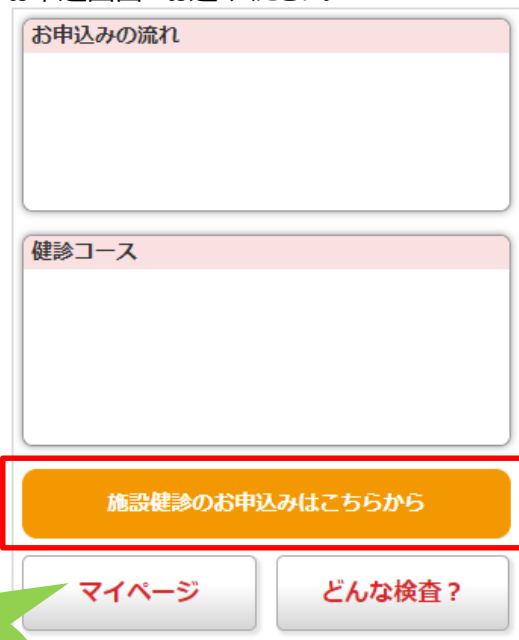 お申込みの流れ
健診コース
施設健診のお申込みはこちらから
マイページ
どんな検査？